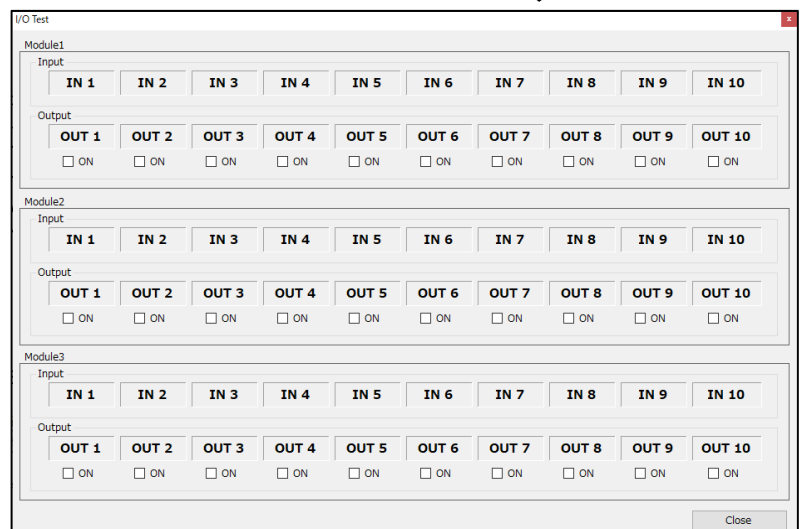 I/O Test x
Module1
Input
IN 1 IN 2 IN 3 IN 4 IN 5 IN 6 IN 7 IN 8 IN 9 IN 10
Output
OUT 1 OUT 2 OUT 3 OUT 4 OUT 5 OUT 6 OUT 7 OUT 8 OUT 9 OUT 10
ON ON ON ON ON ON ON ON ON ON
Module2
Input
IN 1 IN 2 IN 3 IN 4 IN 5 IN 6 IN 7 IN 8 IN 9 IN 10
Output
OUT 1 OUT 2 OUT 3 OUT 4 OUT 5 OUT 6 OUT 7 OUT 8 OUT 9 OUT 10
ON ON ON ON ON ON ON ON ON ON
Module3
Input
IN 1 IN 2 IN 3 IN 4 IN 5 IN 6 IN 7 IN 8 IN 9 IN 10
Output
OUT 1 OUT 2 OUT 3 OUT 4 OUT 5 OUT 6 OUT 7 OUT 8 OUT 9 OUT 10
ON ON ON ON ON ON ON ON ON ON
Close